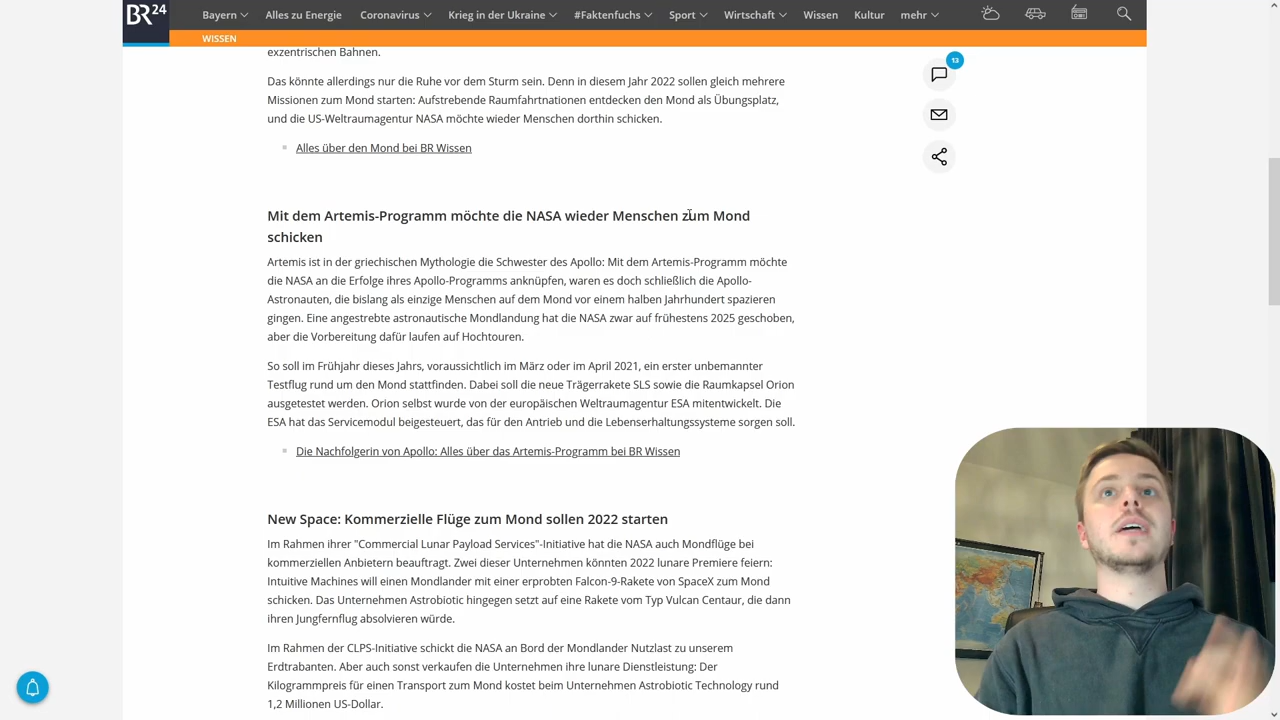 BR24
Bayern Alles zu Energie Coronavirus Krieg in der Ukraine #Faktenfuchs Sport Wirtschaft Wissen Kultur mehr
WISSEN
exzentrischen Bahnen.
13
Das könnte allerdings nur die Ruhe vor dem Sturm sein. Denn in diesem Jahr 2022 sollen gleich mehrere
Missionen zum Mond starten: Aufstrebende Raumfahrtnationen entdecken den Mond als Übungsplatz,
und die US-Weltraumagentur NASA möchte wieder Menschen dorthin schicken.
Alles über den Mond bei BR Wissen
Mit dem Artemis-Programm möchte die NASA wieder Menschen zum Mond
schicken
Artemis ist in der griechischen Mythologie die Schwester des Apollo: Mit dem Artemis-Programm möchte
die NASA an die Erfolge ihres Apollo-Programms anknüpfen, waren es doch schließlich die Apollo-
Astronauten, die bislang als einzige Menschen auf dem Mond vor einem halben Jahrhundert spazieren
gingen. Eine angestrebte astronautische Mondlandung hat die NASA zwar auf frühestens 2025 geschoben,
aber die Vorbereitung dafür laufen auf Hochtouren.
So soll im Frühjahr dieses Jahrs, voraussichtlich im März oder im April 2021, ein erster unbemannter
Testflug rund um den Mond stattfinden. Dabei soll die neue Trägerrakete SLS sowie die Raumkapsel Orion
ausgetestet werden. Orion selbst wurde von der europäischen Weltraumagentur ESA mitentwickelt. Die
ESA hat das Servicemodul beigesteuert, das für den Antrieb und die Lebenserhaltungssysteme sorgen soll.
Die Nachfolgerin von Apollo: Alles über das Artemis-Programm bei BR Wissen
New Space: Kommerzielle Flüge zum Mond sollen 2022 starten
Im Rahmen ihrer "Commercial Lunar Payload Services"-Initiative hat die NASA auch Mondflüge bei
kommerziellen Anbietern beauftragt. Zwei dieser Unternehmen könnten 2022 lunare Premiere feiern:
Intuitive Machines will einen Mondlander mit einer erprobten Falcon-9-Rakete von SpaceX zum Mond
schicken. Das Unternehmen Astrobiotic hingegen setzt auf eine Rakete vom Typ Vulcan Centaur, die dann
ihren Jungfernflug absolvieren würde.
Im Rahmen der CLPS-Initiative schickt die NASA an Bord der Mondlander Nutzlast zu unserem
Erdtrabanten. Aber auch sonst verkaufen die Unternehmen ihre lunare Dienstleistung: Der
Kilogrammpreis für einen Transport zum Mond kostet beim Unternehmen Astrobiotic Technology rund
1,2 Millionen US-Dollar.